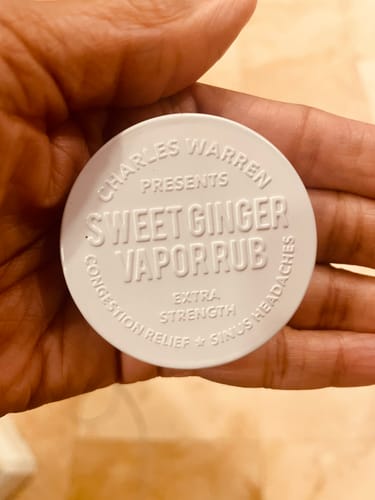 CHARLES WARREN
PRESENTS
SWEET GINGER
VAPOR RUB
EXTRA
STRENGTH
CONGESTION RELIEF ★ SINUS HEADACHES